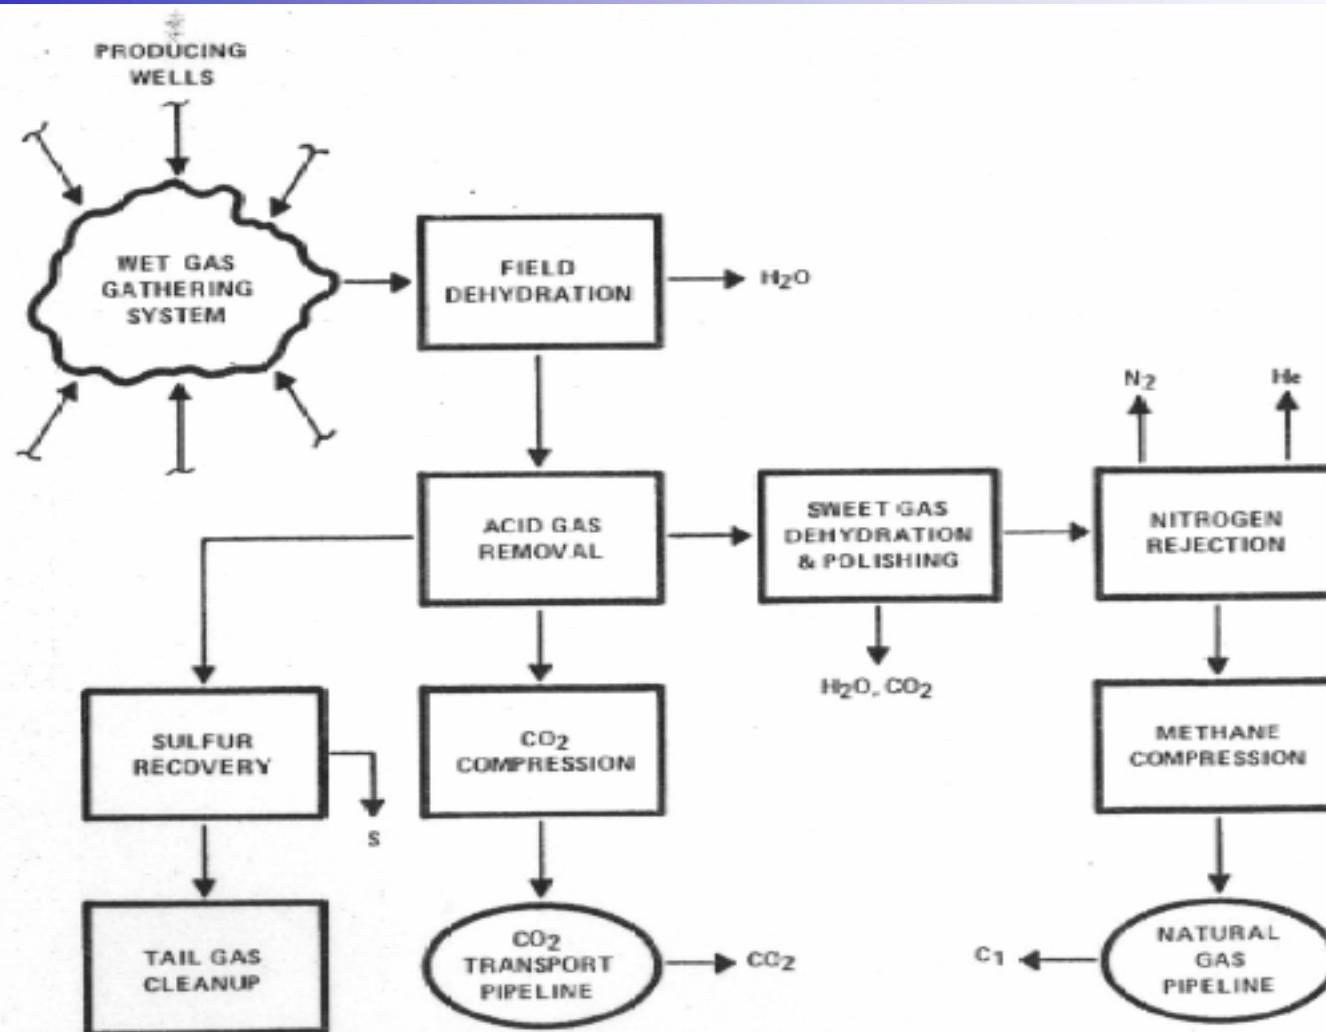 PRODUCING
WELLS
WET GAS
GATHERING
SYSTEM
FIELD
DEHYDRATION
H₂O
N₂
He
ACID GAS
REMOVAL
SWEET GAS
DEHYDRATION
& POLISHING
NITROGEN
REJECTION
H₂O, CO₂
SULFUR
RECOVERY
S
CO₂
COMPRESSION
METHANE
COMPRESSION
TAIL GAS
CLEANUP
CO₂
TRANSPORT
PIPELINE
CO₂
C₁
NATURAL
GAS
PIPELINE